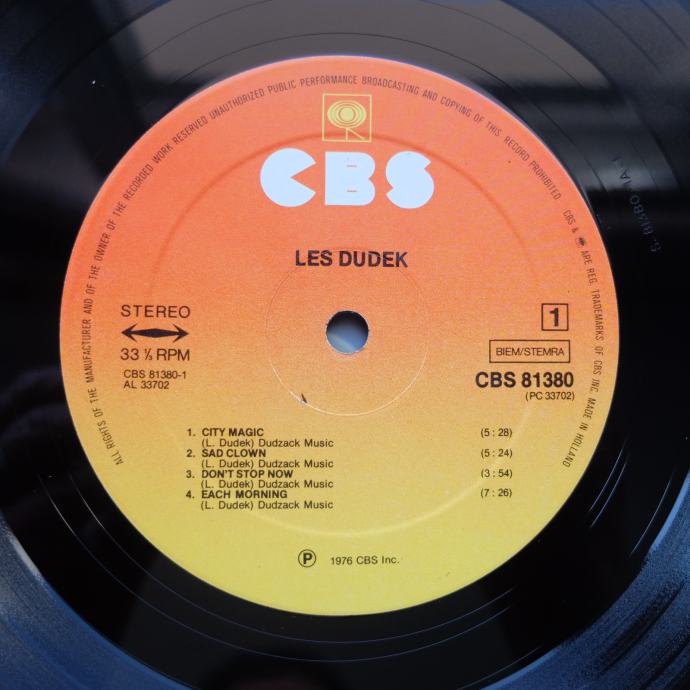 ALL RIGHTS OF THE MANUFACTURER AND OF THE OWNER OF THE RECORDED WORK RESERVED UNAUTHORIZED PUBLIC PERFORMANCE BROADCASTING AND COPYING OF THIS RECORD PROHIBITED CBS & ARE REG. TRADEMARKS OF CBS INC. MADE IN HOLLAND
CBS
LES DUDEK
STEREO
1
33 ⅓ RPM
BIEM/STEMRA
CBS 81380-1
CBS 81380
AL 33702
(PC 33702)
1. CITY MAGIC (5 : 28)
(L. Dudek) Dudzack Music
2. SAD CLOWN (5 : 24)
(L. Dudek) Dudzack Music
3. DON'T STOP NOW (3 : 54)
(L. Dudek) Dudzack Music
4. EACH MORNING (7 : 26)
(L. Dudek) Dudzack Music
℗ 1976 CBS Inc.